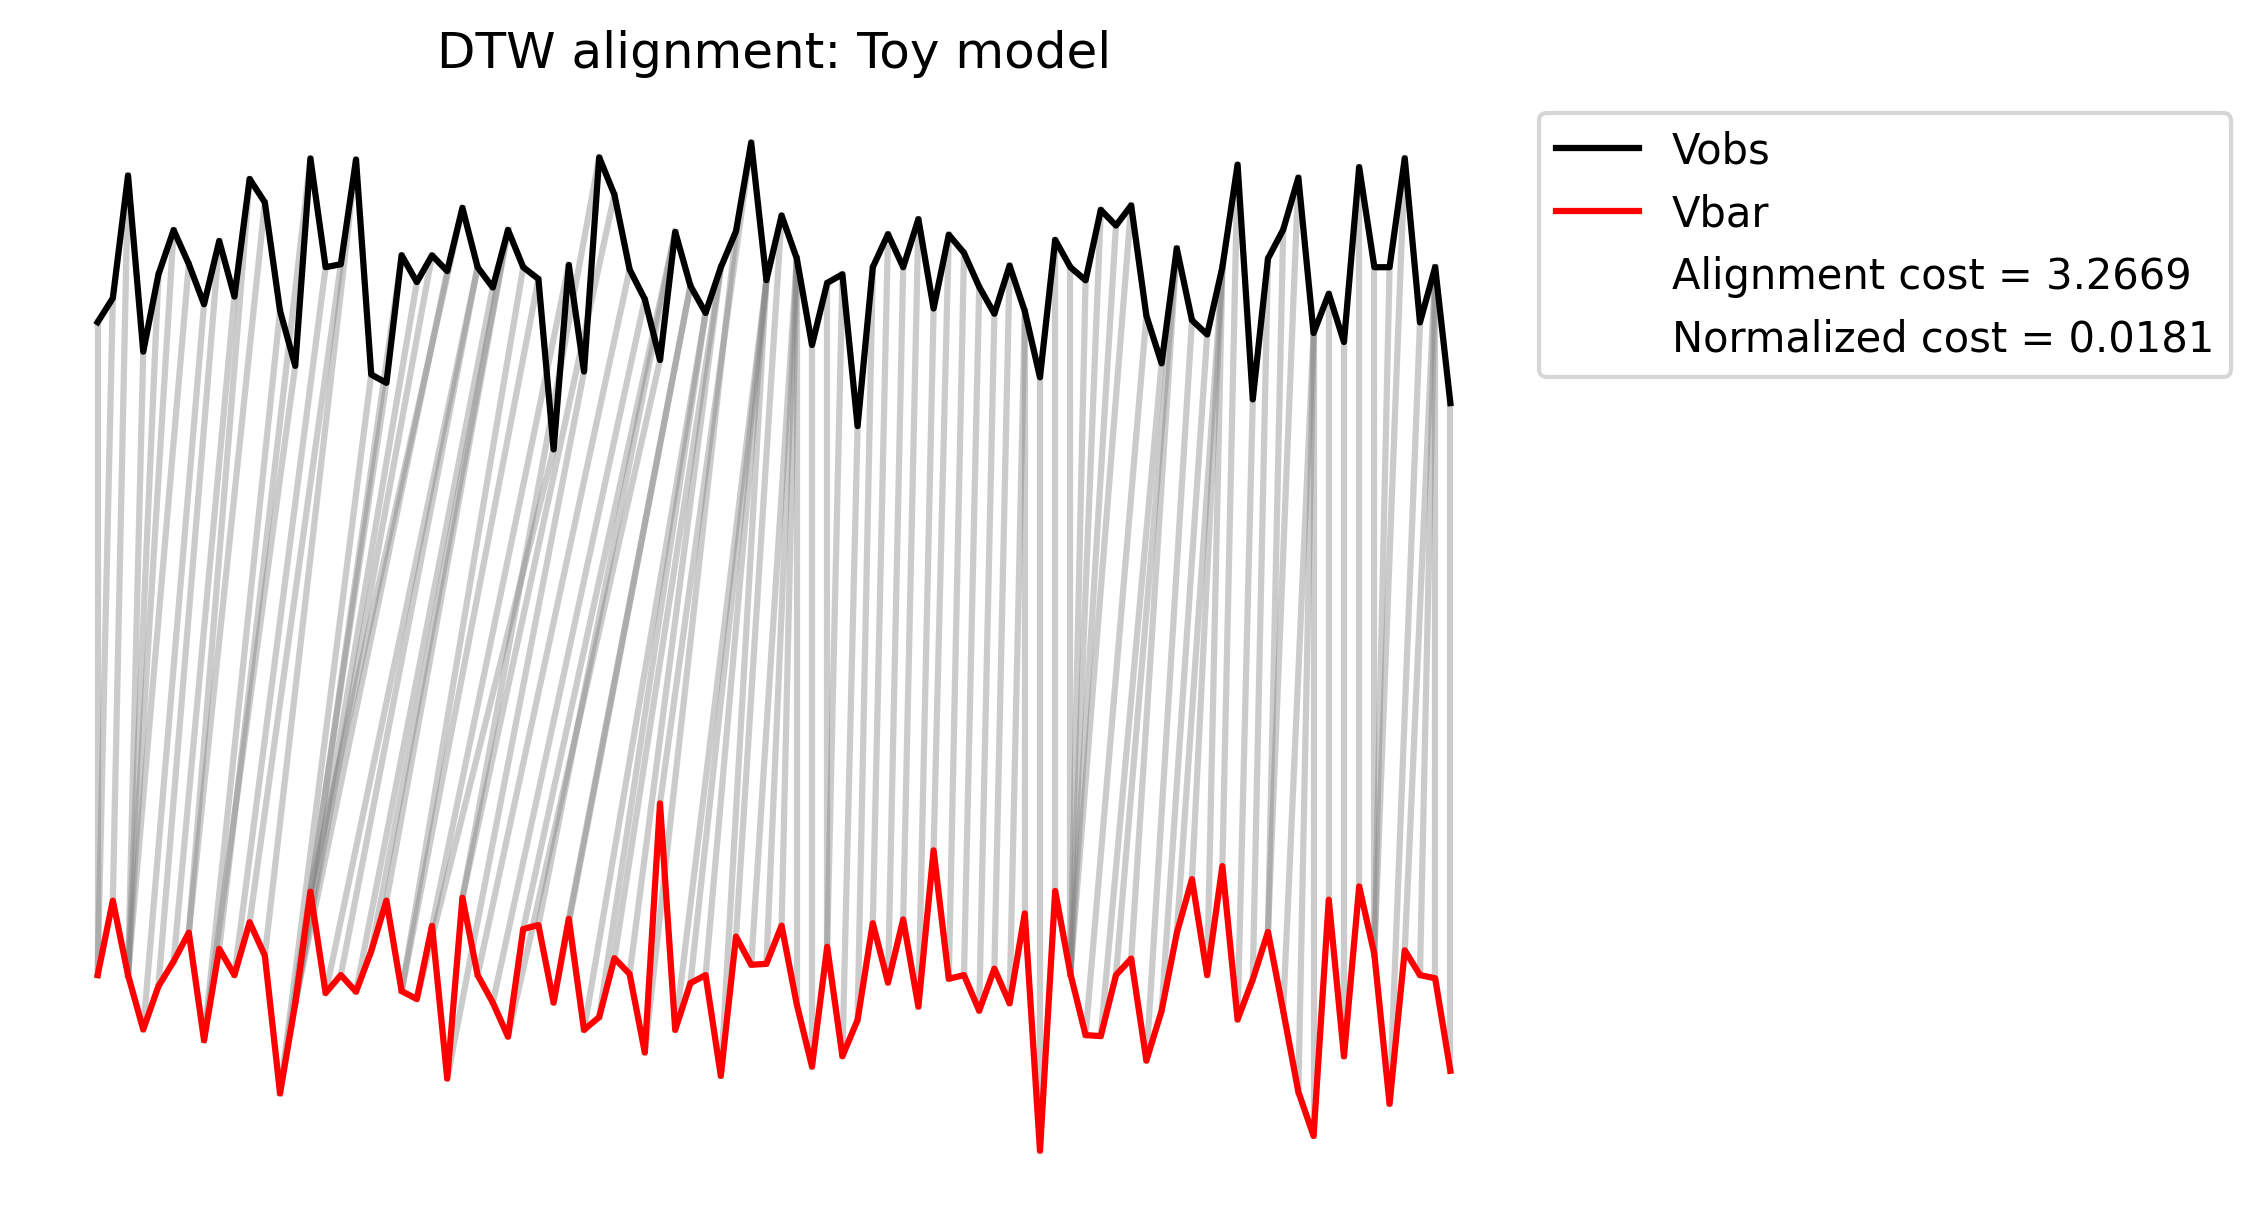 DTW alignment: Toy model
Vobs
Vbar
Alignment cost = 3.2669
Normalized cost = 0.0181